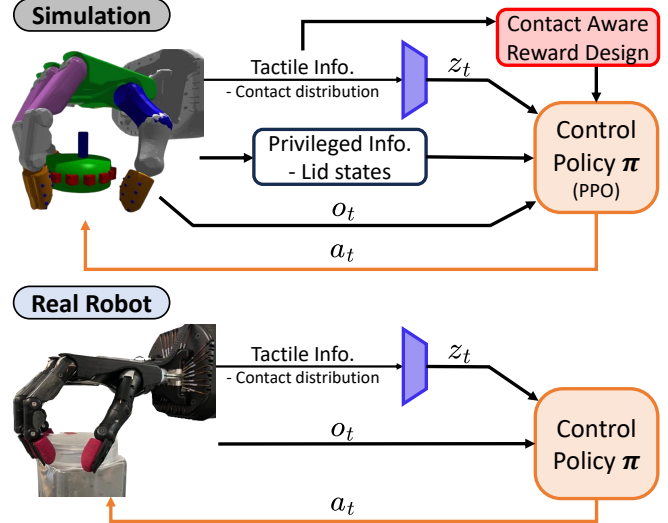 Simulation
Contact Aware
Reward Design
Tactile Info.
- Contact distribution
z_t
Privileged Info.
- Lid states
Control
Policy π
(PPO)
o_t
a_t
Real Robot
Tactile Info.
- Contact distribution
z_t
o_t
Control
Policy π
a_t